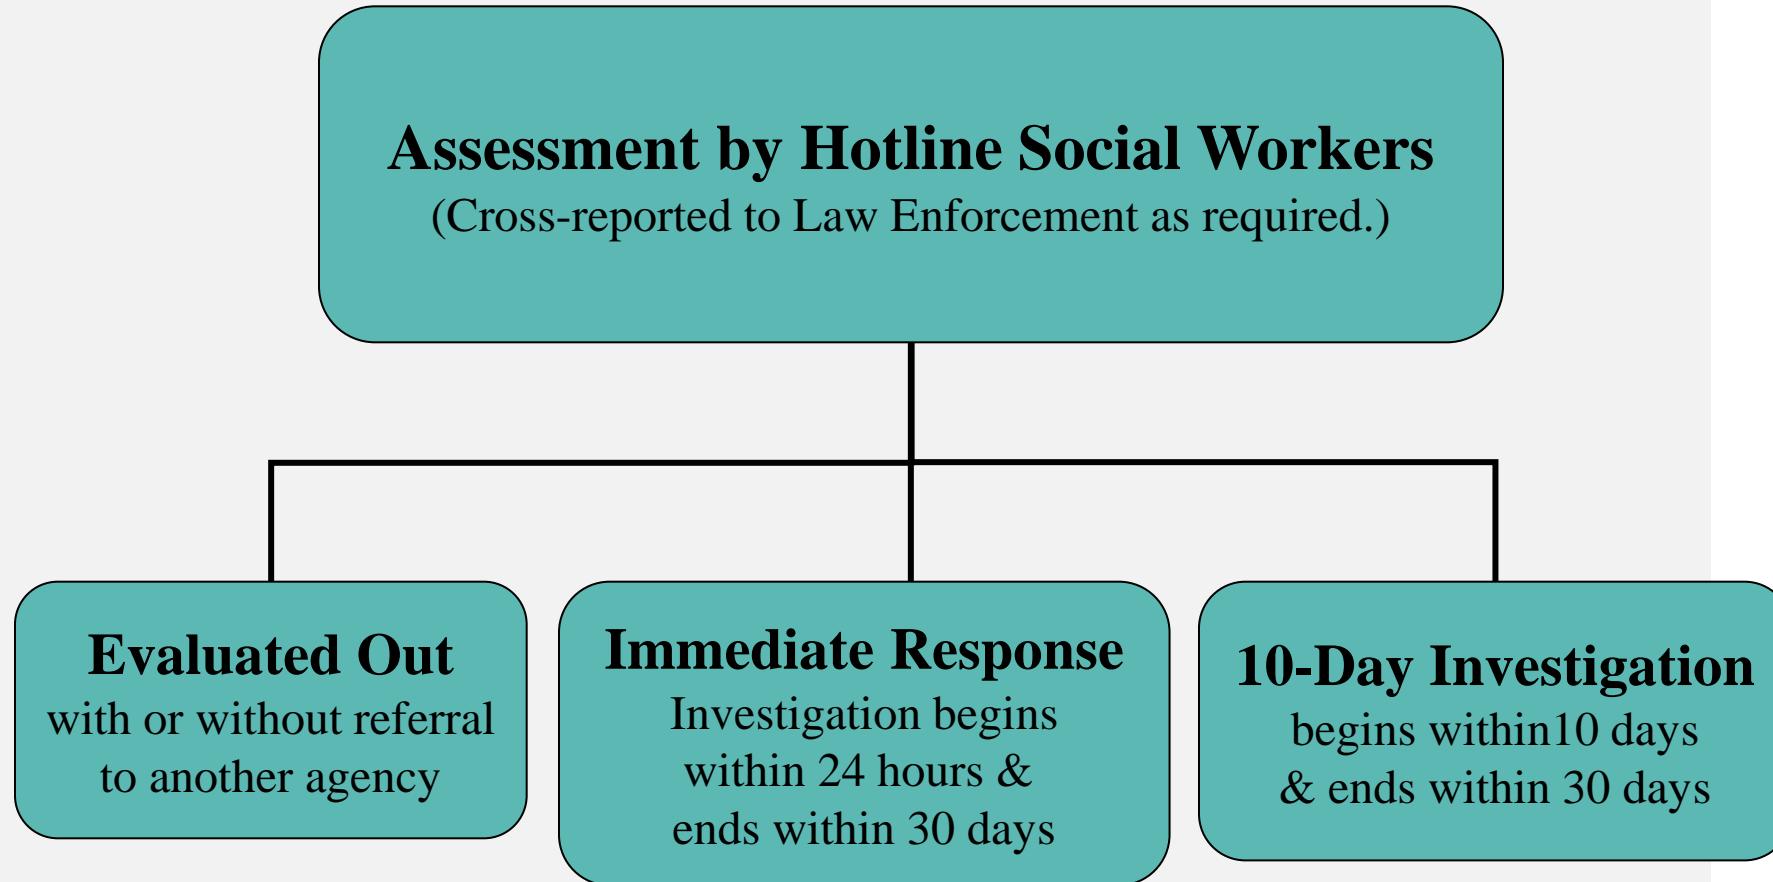 Assessment by Hotline Social Workers
(Cross-reported to Law Enforcement as required.)
Evaluated Out
with or without referral
to another agency
Immediate Response
Investigation begins
within 24 hours &
ends within 30 days
10-Day Investigation
begins within10 days
& ends within 30 days